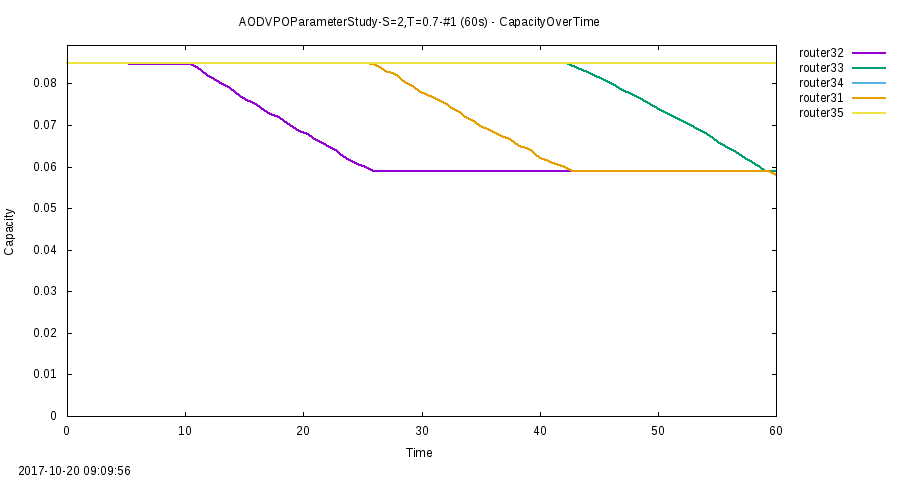 AODVPOParameterStudy-S=2,T=0.7-#1 (60s) - CapacityOverTime
router32
router33
router34
router31
router35
0.08
0.07
0.06
0.05
0.04
0.03
0.02
0.01
0
Capacity
0 10 20 30 40 50 60
Time
2017-10-20 09:09:56